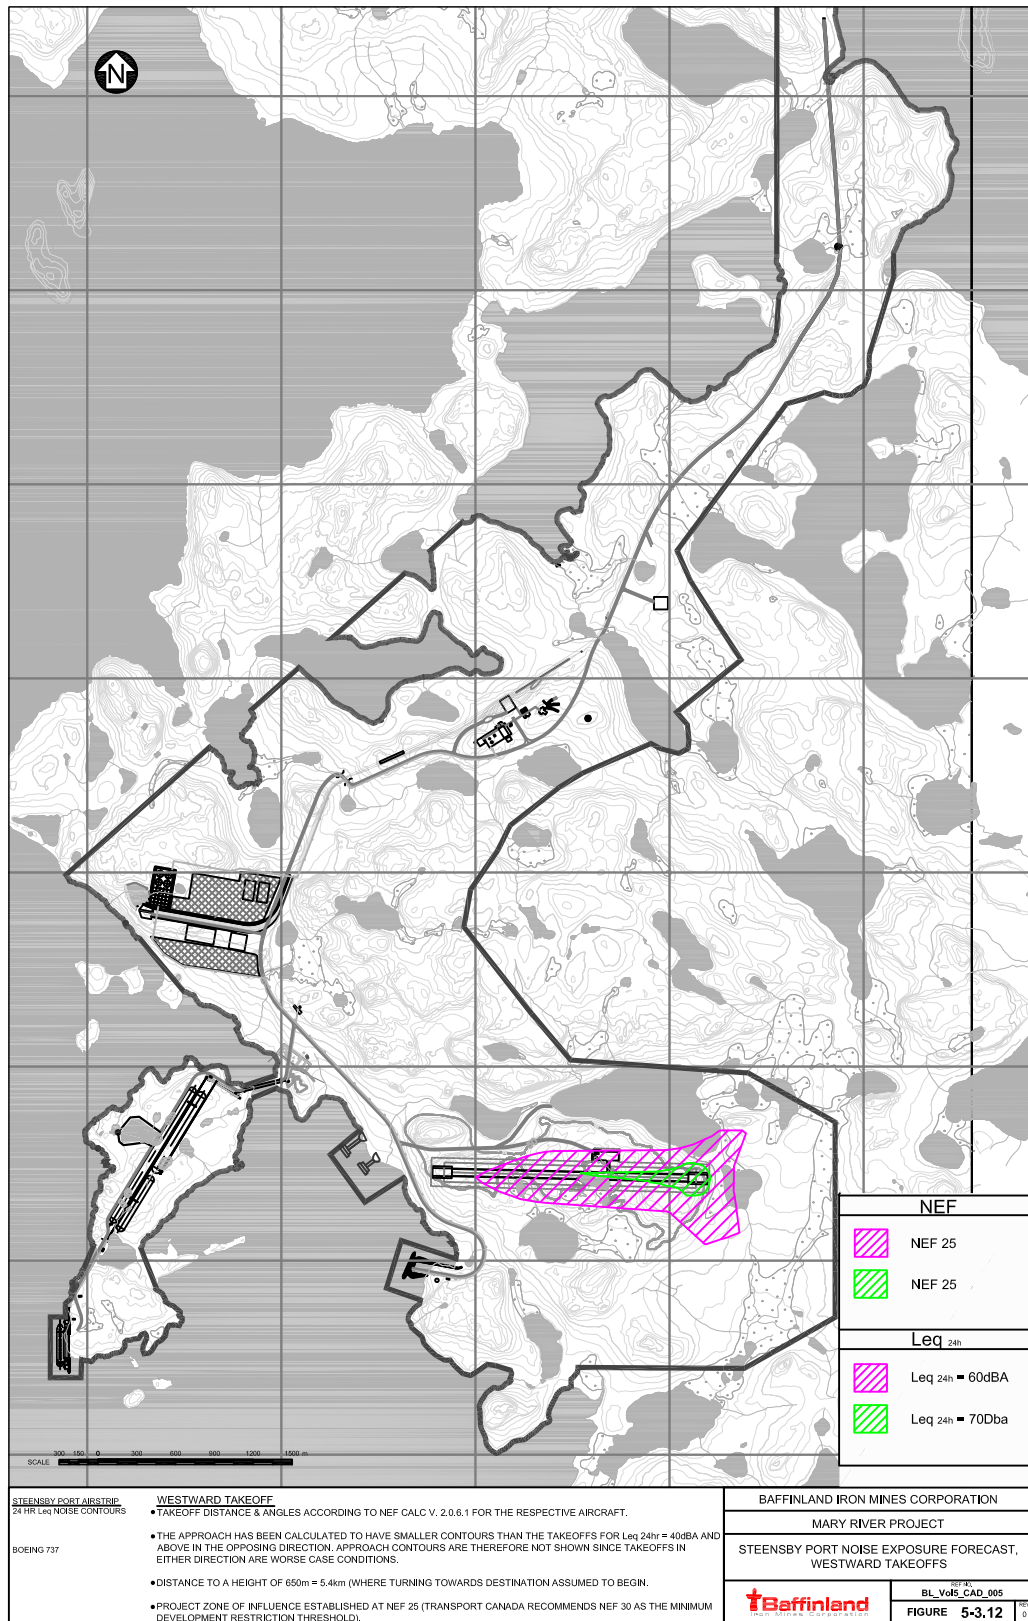 N
NEF
NEF 25
NEF 25
Leq 24h
Leq 24h = 60dBA
Leq 24h = 70Dba
300 150 0 300 600 900 1200 1500 m
SCALE
STEENSBY PORT AIRSTRIP
24 HR Leq NOISE CONTOURS
BOEING 737
WESTWARD TAKEOFF
•TAKEOFF DISTANCE & ANGLES ACCORDING TO NEF CALC V. 2.0.6.1 FOR THE RESPECTIVE AIRCRAFT.
•THE APPROACH HAS BEEN CALCULATED TO HAVE SMALLER CONTOURS THAN THE TAKEOFFS FOR Leq 24hr = 40dBA AND
ABOVE IN THE OPPOSING DIRECTION. APPROACH CONTOURS ARE THEREFORE NOT SHOWN SINCE TAKEOFFS IN
EITHER DIRECTION ARE WORSE CASE CONDITIONS.
•DISTANCE TO A HEIGHT OF 650m = 5.4km (WHERE TURNING TOWARDS DESTINATION ASSUMED TO BEGIN.
•PROJECT ZONE OF INFLUENCE ESTABLISHED AT NEF 25 (TRANSPORT CANADA RECOMMENDS NEF 30 AS THE MINIMUM
DEVELOPMENT RESTRICTION THRESHOLD).
BAFFINLAND IRON MINES CORPORATION
MARY RIVER PROJECT
STEENSBY PORT NOISE EXPOSURE FORECAST,
WESTWARD TAKEOFFS
Baffinland
Iron Mines Corporation
REF NO.
BL_Vol5_CAD_005
FIGURE 5-3.12
REV
0